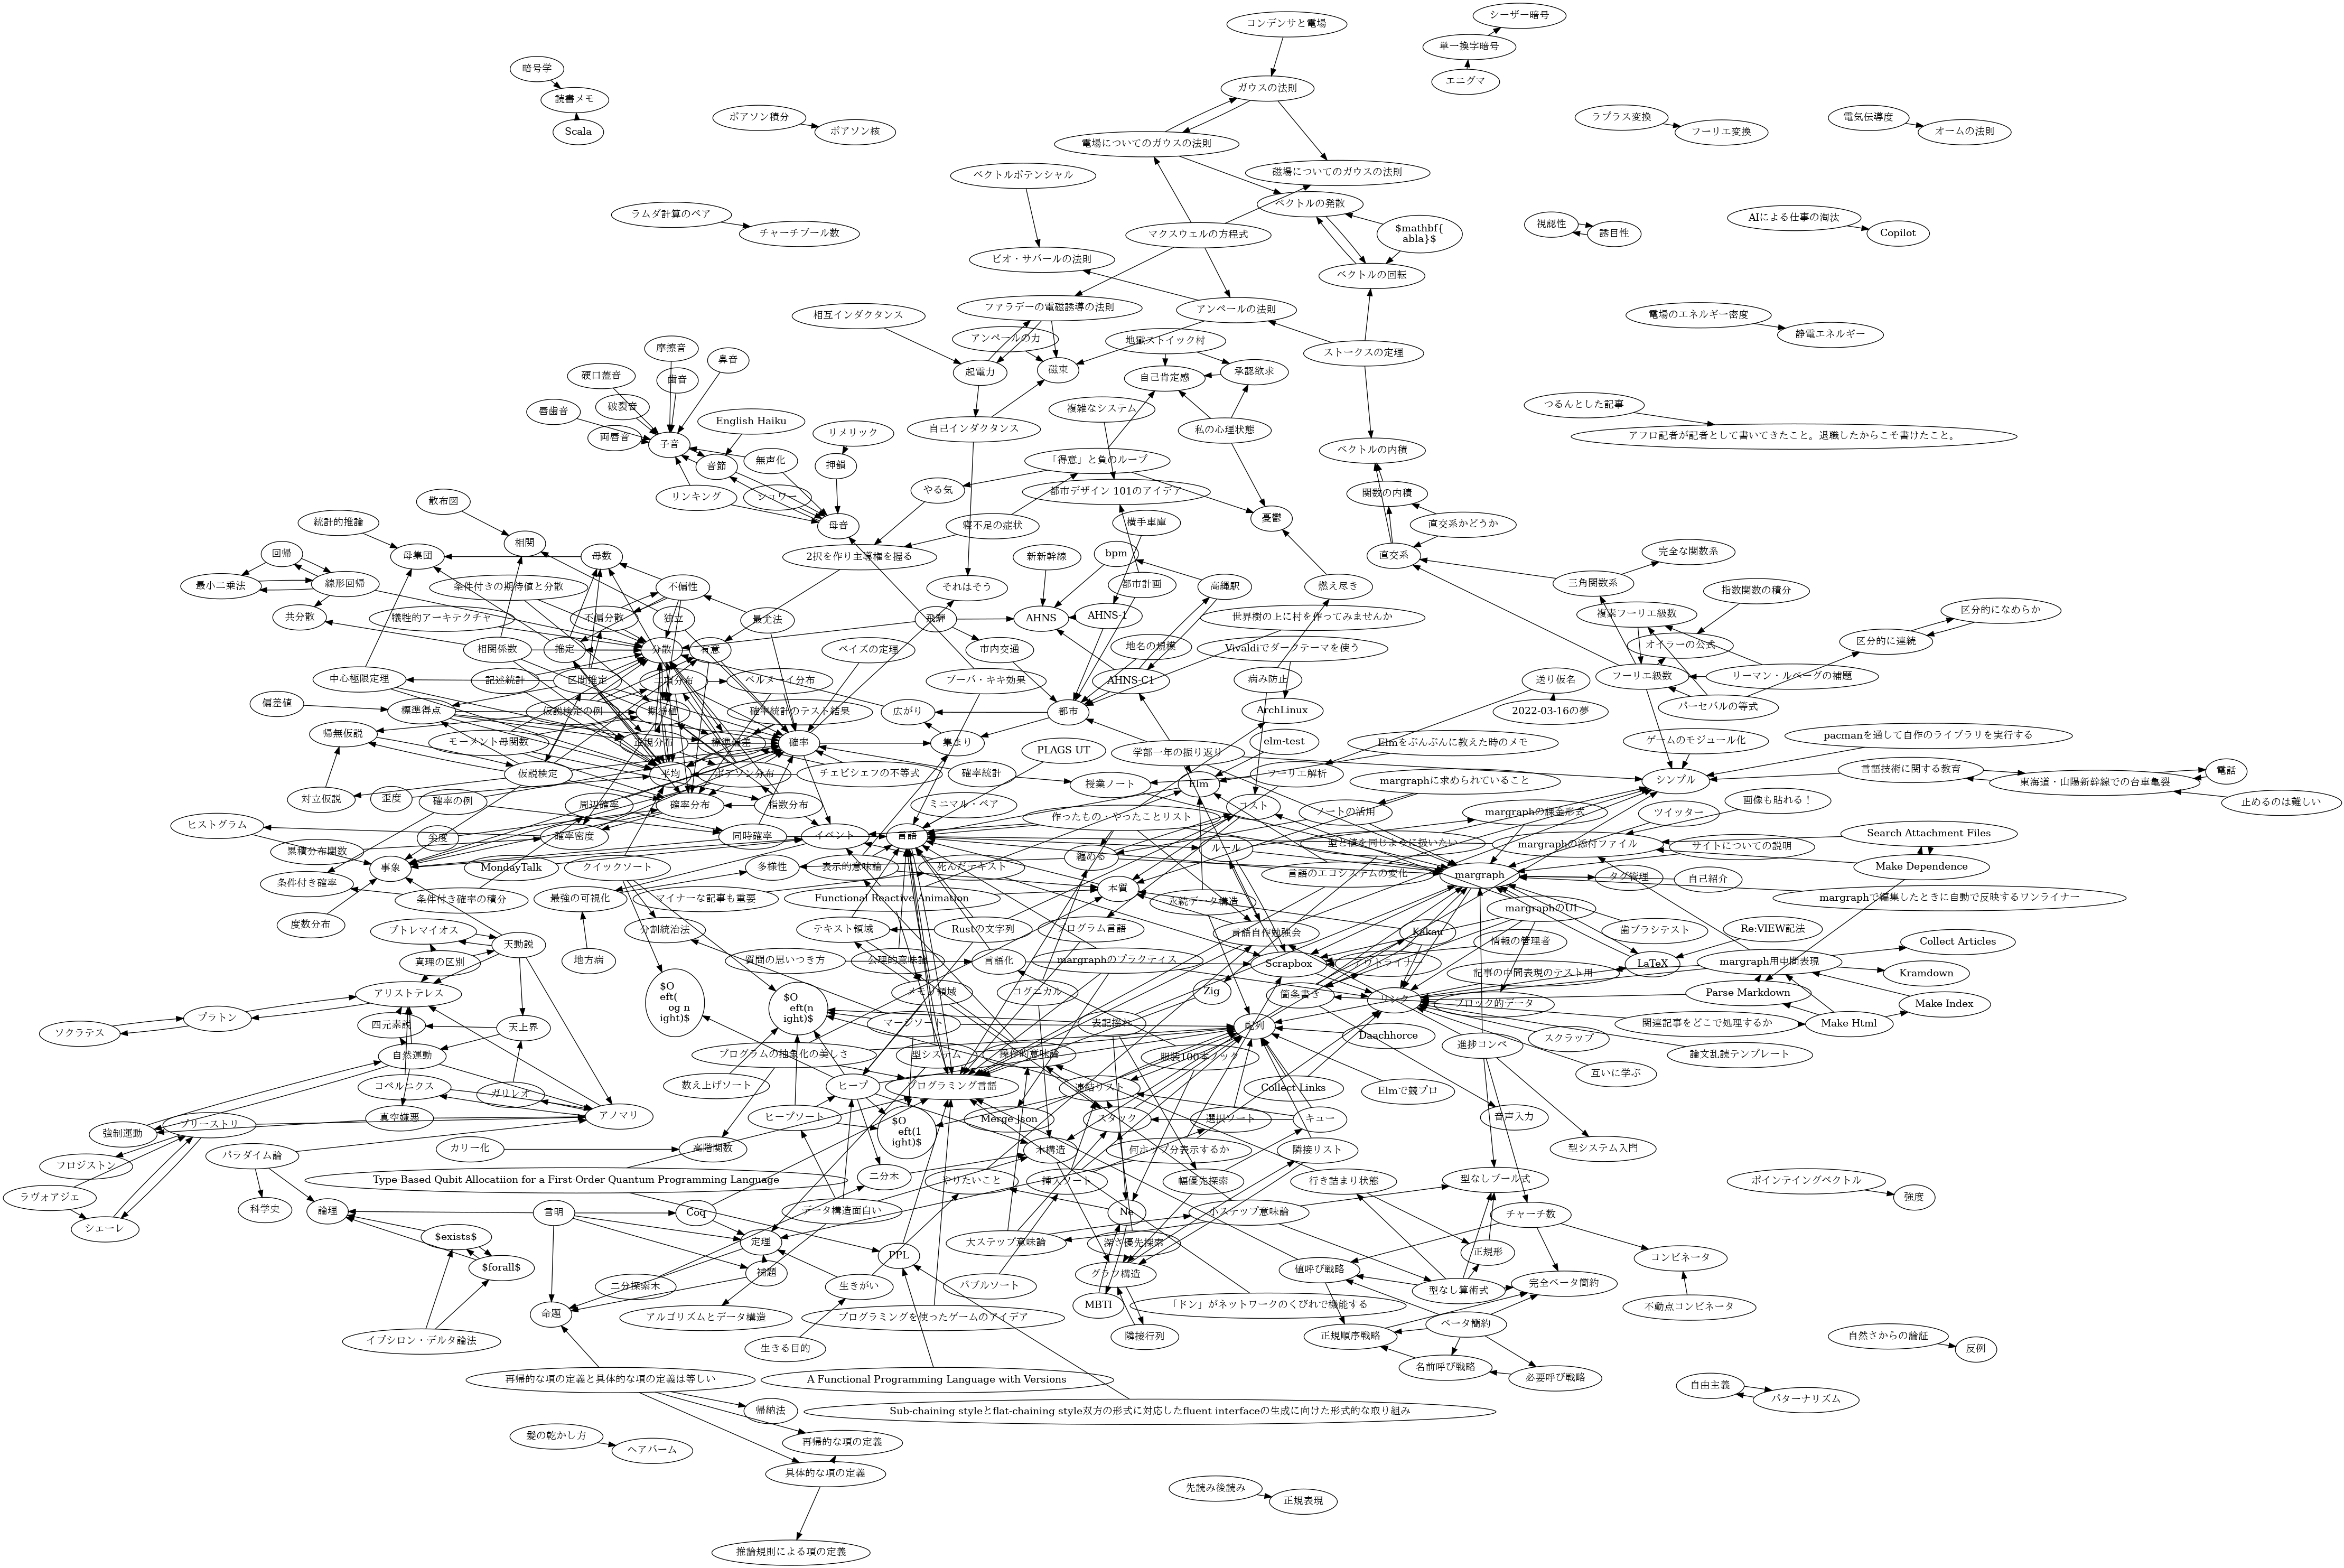 コンデンサと電場
シーザー暗号
単一換字暗号
エニグマ
暗号学
読書メモ
Scala
ガウスの法則
ポアソン積分
ポアソン核
電場についてのガウスの法則
ラプラス変換
フーリエ変換
電気伝導度
オームの法則
ベクトルポテンシャル
磁場についてのガウスの法則
ベクトルの発散
ラムダ計算のペア
チャーチブール数
マクスウェルの方程式
$mathbf{
abla}$
視認性
誘目性
AIによる仕事の淘汰
Copilot
ビオ・サバールの法則
ベクトルの回転
ファラデーの電磁誘導の法則
アンペールの法則
相互インダクタンス
アンペールの力
地獄ストイック村
電場のエネルギー密度
静電エネルギー
ストークスの定理
摩擦音
鼻音
硬口蓋音
歯音
起電力
磁束
自己肯定感
承認欲求
唇歯音
破裂音
両唇音
子音
English Haiku
リメリック
自己インダクタンス
複雑なシステム
私の心理状態
つるんとした記事
アフロ記者が記者として書いてきたこと。退職したからこそ書けたこと。
ベクトルの内積
音節
無声化
押韻
「得意」と負のループ
リンキング
シュワー
母音
やる気
都市デザイン 101のアイデア
関数の内積
散布図
統計的推論
相関
寝不足の症状
横手車庫
憂鬱
直交系かどうか
回帰
母集団
母数
2択を作り主導権を握る
新新幹線
bpm
直交系
完全な関数系
最小二乗法
線形回帰
条件付きの期待値と分散
不偏性
それはそう
都市計画
高縄駅
燃え尽き
三角関数系
指数関数の積分
共分散
犠牲的アーキテクチャ
不偏分散
独立
最尤法
飛騨
AHNS
AHNS-1
世界樹の上に村を作ってみませんか
複素フーリエ級数
区分的になめらか
相関係数
推定
分散
有意
ベイズの定理
市内交通
地名の規模
Vivaldiでダークテーマを使う
オイラーの公式
区分的に連続
中心極限定理
記述統計
区間推定
二項分布
ベルヌーイ分布
ブーバ・キキ効果
AHNS-C1
病み防止
送り仮名
フーリエ級数
リーマン・ルベーグの補題
偏差値
標準得点
仮説検定の例
期待値
確率統計のテスト結果
広がり
都市
ArchLinux
2022-03-16の夢
パーセバルの等式
帰無仮説
モーメント母関数
正規分布
標準偏差
確率
集まり
PLAGS UT
学部一年の振り返り
elm-test
Elmをぶんぶんに教えた時のメモ
ゲームのモジュール化
pacmanを通して自作のライブラリを実行する
仮説検定
平均
ポアソン分布
チェビシェフの不等式
確率統計
授業ノート
Elm
フーリエ解析
margraphに求められていること
シンプル
言語技術に関する教育
東海道・山陽新幹線での台車亀裂
電話
対立仮説
歪度
確率の例
周辺確率
確率分布
指数分布
ミニマル・ペア
作ったもの・やったことリスト
コスト
ノートの活用
margraphの課金形式
ツイッター
画像も貼れる！
止めるのは難しい
ヒストグラム
尖度
確率密度
同時確率
イベント
言語
ルール
型と値を同じように扱いたい
margraphの添付ファイル
Search Attachment Files
サイトについての説明
累積分布関数
事象
MondayTalk
クイックソート
多様性
表示的意味論
死んだテキスト
纏める
本質
言語のエコシステムの変化
margraph
タグ管理
自己紹介
Make Dependence
条件付き確率
条件付き確率の積分
最強の可視化
マイナーな記事も重要
Functional Reactive Animation
永続データ構造
margraphで編集したときに自動で反映するワンライナー
度数分布
プトレマイオス
天動説
分割統治法
テキスト領域
Rustの文字列
プログラム言語
言語自作勉強会
Kakau
margraphのUI
歯ブラシテスト
Re:VIEW記法
真理の区別
地方病
質問の思いつき方
公理的意味論
言語化
margraphのプラクティス
Scrapbox
アウトライナー
情報の管理者
LaTeX
margraph用中間表現
Collect Articles
Kramdown
アリストテレス
$O
eft(
og n
ight)$
$O
eft(n
ight)$
メモリ領域
コグニカル
Zig
箇条書き
リンク
記事の中間表現のテスト用
ブロック的データ
Parse Markdown
Make Index
ソクラテス
プラトン
四元素説
天上界
マージソート
表記揺れ
配列
Daachhorce
関連記事をどこで処理するか
Make Html
スクラップ
自然運動
プログラムの抽象化の美しさ
型システム
操作的意味論
服装100本ノック
進捗コンペ
論文乱読テンプレート
互いに学ぶ
コペルニクス
ガリレオ
数え上げソート
ヒープ
プログラミング言語
連結リスト
Collect Links
Elmで競プロ
強制運動
プリーストリ
真空嫌悪
アノマリ
ヒープソート
$O
eft(1
ight)$
Merge Json
スタック
選択ソート
キュー
音声入力
フロジストン
パラダイム論
カリー化
高階関数
木構造
何ホップ分表示するか
隣接リスト
型システム入門
ラヴォアジエ
Type-Based Qubit Allocatiion for a First-Order Quantum Programming Language
二分木
やりたいこと
挿入ソート
幅優先探索
行き詰まり状態
型なしブール式
ポインテイングベクトル
強度
シェーレ
科学史
論理
言明
Coq
データ構造面白い
Ne
小ステップ意味論
チャーチ数
$exists$
定理
PPL
大ステップ意味論
深さ優先探索
正規形
コンビネータ
$forall$
二分探索木
補題
生きがい
バブルソート
グラフ構造
値呼び戦略
型なし算術式
完全ベータ簡約
命題
アルゴリズムとデータ構造
プログラミングを使ったゲームのアイデア
MBTI
「ドン」がネットワークのくびれで機能する
不動点コンビネータ
イプシロン・デルタ論法
生きる目的
隣接行列
正規順序戦略
ベータ簡約
自然さからの論証
反例
再帰的な項の定義と具体的な項の定義は等しい
A Functional Programming Language with Versions
名前呼び戦略
必要呼び戦略
自由主義
パターナリズム
帰納法
Sub-chaining styleとflat-chaining style双方の形式に対応したfluent interfaceの生成に向けた形式的な取り組み
髪の乾かし方
ヘアバーム
再帰的な項の定義
具体的な項の定義
先読み後読み
正規表現
推論規則による項の定義